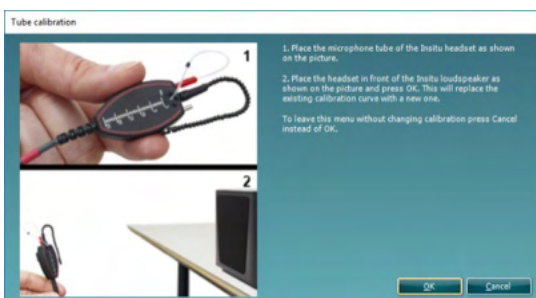 Tube calibration
1
1. Place the microphone tube of the Insitu headset as shown
on the picture.
2. Place the headset in front of the Insitu loudspeaker as
shown on the picture and press OK. This will replace the
existing calibration curve with a new one.
To leave this menu without changing calibration press Cancel
instead of OK.
2
OK
Cancel